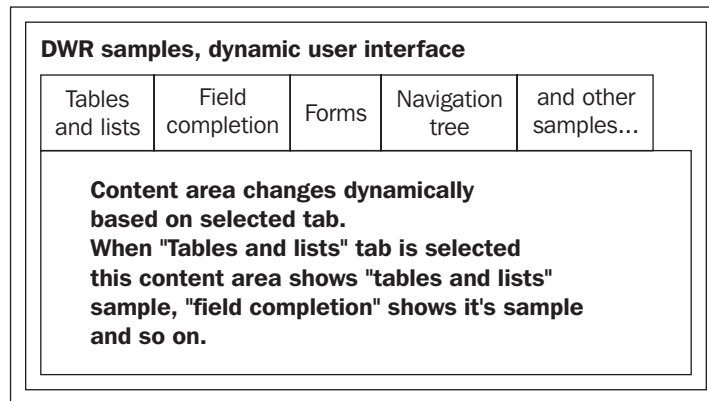 DWR samples, dynamic user interface
Tables
and lists
Field
completion
Forms
Navigation
tree
and other
samples...
Content area changes dynamically
based on selected tab.
When "Tables and lists" tab is selected
this content area shows "tables and lists"
sample, "field completion" shows it's sample
and so on.